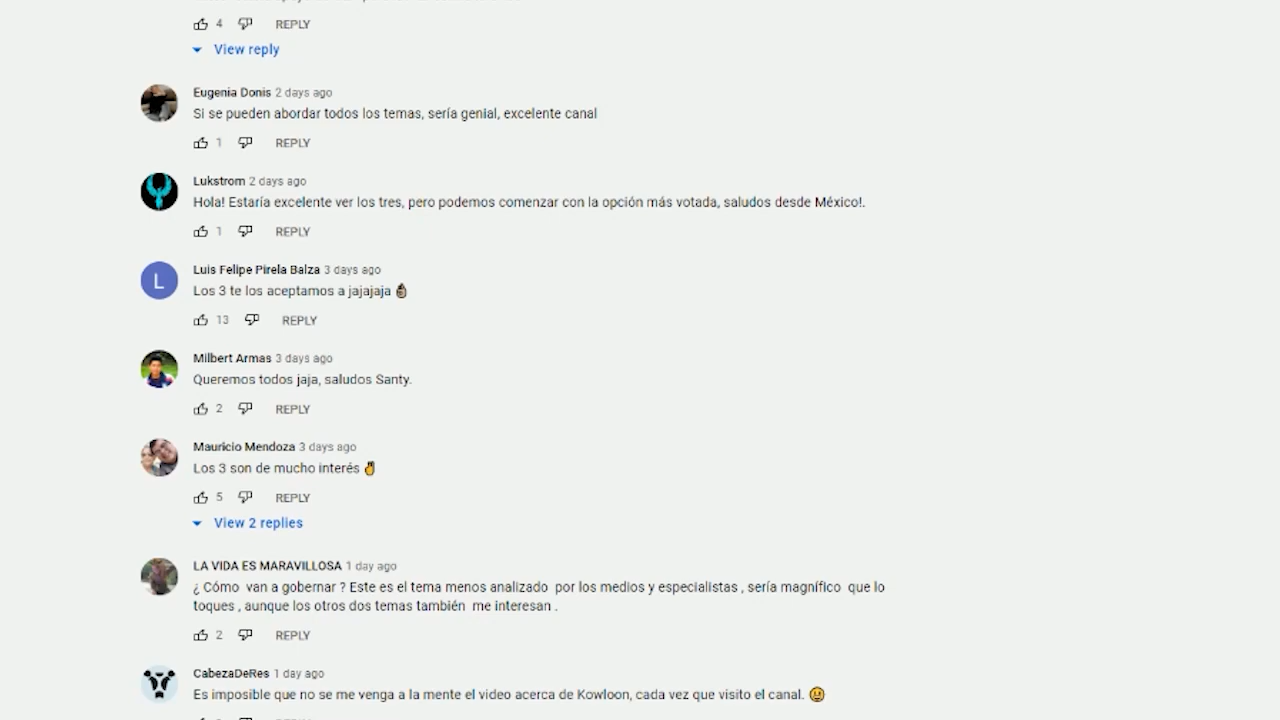 4 REPLY
View reply
Eugenia Donis 2 days ago
Si se pueden abordar todos los temas, sería genial, excelente canal
1 REPLY
Lukstrom 2 days ago
Hola! Estaría excelente ver los tres, pero podemos comenzar con la opción más votada, saludos desde México!.
1 REPLY
L
Luis Felipe Pirela Balza 3 days ago
Los 3 te los aceptamos a jajajaja
13 REPLY
Milbert Armas 3 days ago
Queremos todos jaja, saludos Santy.
2 REPLY
Mauricio Mendoza 3 days ago
Los 3 son de mucho interés
5 REPLY
View 2 replies
LA VIDA ES MARAVILLOSA 1 day ago
¿ Cómo van a gobernar ? Este es el tema menos analizado por los medios y especialistas , sería magnífico que lo
toques , aunque los otros dos temas también me interesan .
2 REPLY
CabezaDeRes 1 day ago
Es imposible que no se me venga a la mente el video acerca de Kowloon, cada vez que visito el canal.